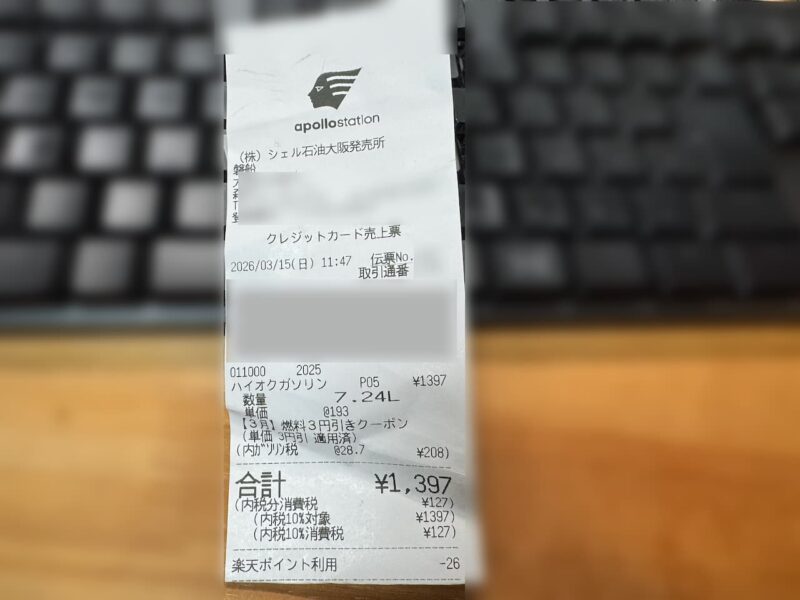 apollostation
(株) シェル石油大阪発売所
磐船
クレジットカード売上票
2026/03/15(日) 11:47 伝票No.
取引通番
011000 2025
ハイオクガソリン P05 ¥1397
数量 7.24L
単価 @193
【3月】燃料3円引きクーポン
(単価 3円引 適用済)
(内ガソリン税 @28.7 ¥208)
合計 ¥1,397
(内税分消費税 ¥127)
(内税10%対象 ¥1397)
(内税10%消費税 ¥127)
楽天ポイント利用 -26